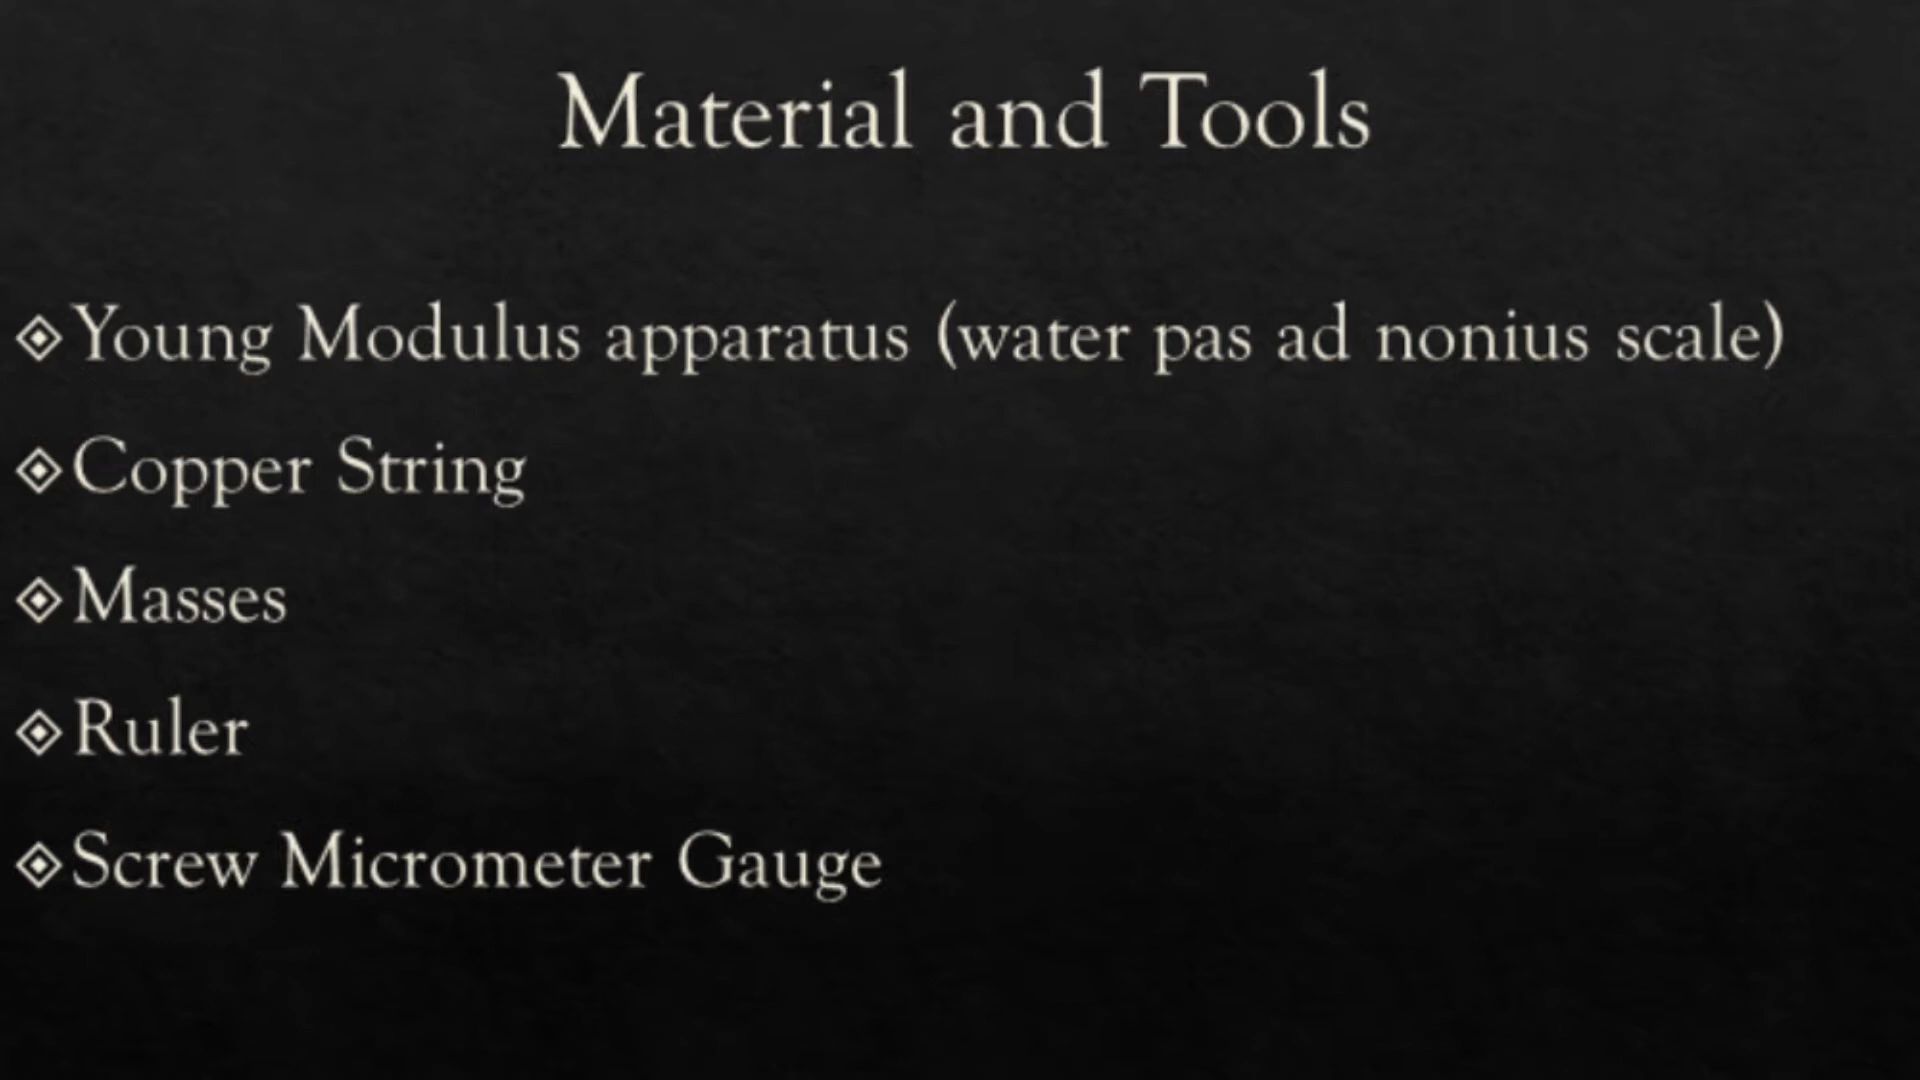 Material and Tools
Young Modulus apparatus (water pas ad nonius scale)
Copper String
Masses
Ruler
Screw Micrometer Gauge